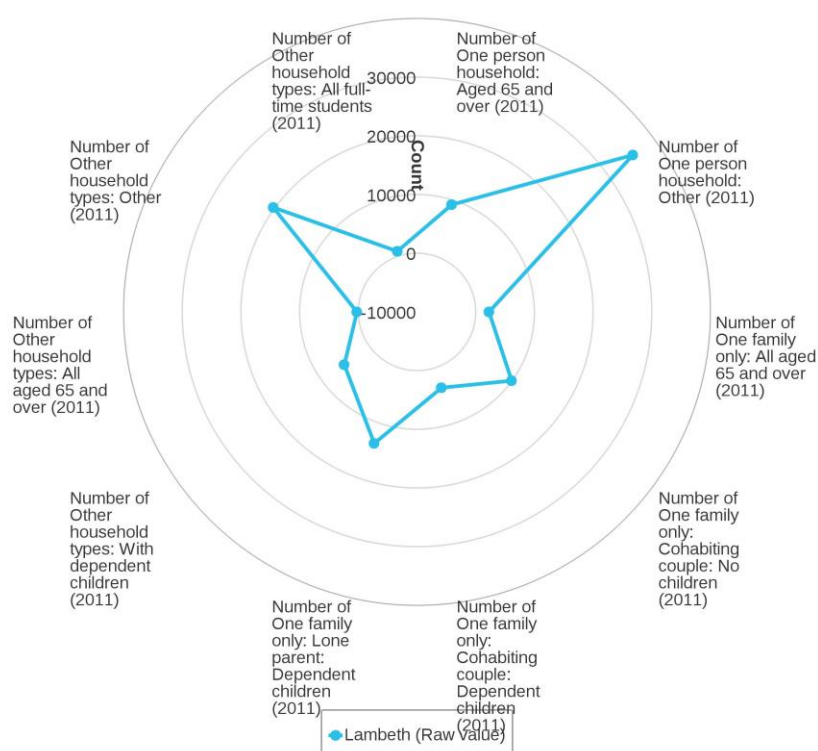 Number of
Other
household
types: All full-
time students
(2011)
Number of
One person
household:
Aged 65 and
over (2011)
30000
20000
10000
0
-10000
Count
Number of
One person
household:
Other (2011)
Number of
One family
only: All aged
65 and over
(2011)
Number of
One family
only:
Cohabiting
couple: No
children
(2011)
Number of
One family
only:
Cohabiting
couple:
Dependent
children
(2011)
Number of
One family
only: Lone
parent:
Dependent
children
(2011)
Number of
Other
household
types: With
dependent
children
(2011)
Number of
Other
household
types: All
aged 65 and
over (2011)
Number of
Other
household
types: Other
(2011)
Lambeth (Raw value)